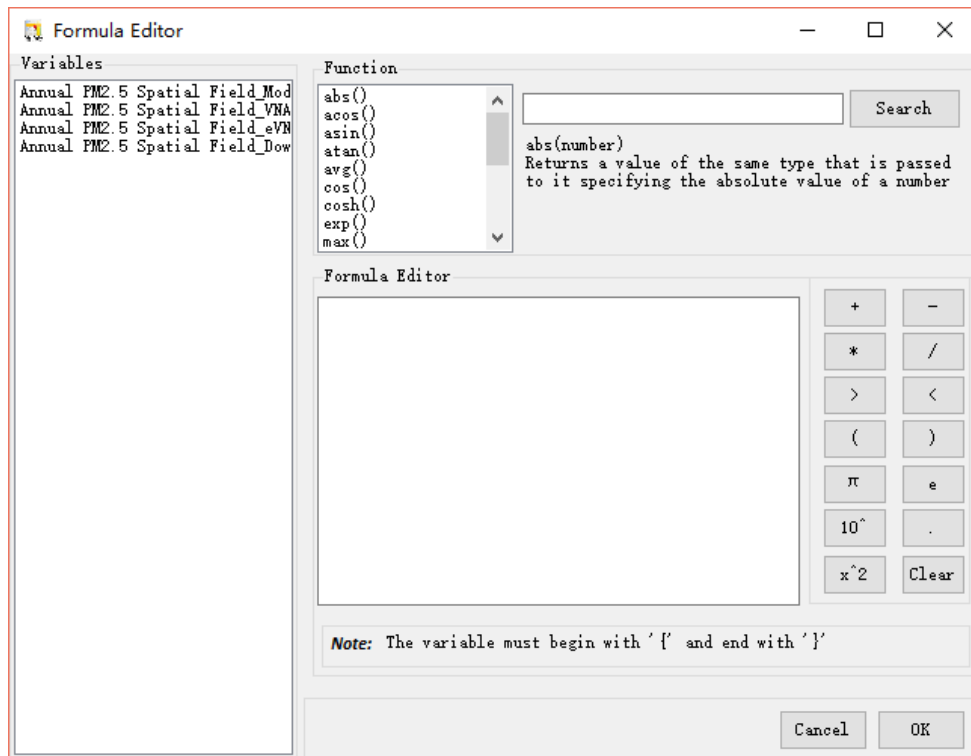 Formula Editor
Variables
Annual PM2.5 Spatial Field_Mod
Annual PM2.5 Spatial Field_VNA
Annual PM2.5 Spatial Field_eVN
Annual PM2.5 Spatial Field_Dow
Function
abs()
acos()
asin()
atan()
avg()
cos()
cosh()
exp()
max()
Search
abs(number)
Returns a value of the same type that is passed
to it specifying the absolute value of a number
Formula Editor
+ -
* /
> <
( )
π e
10^ .
x^2 Clear
Note: The variable must begin with '{' and end with '}'
Cancel OK